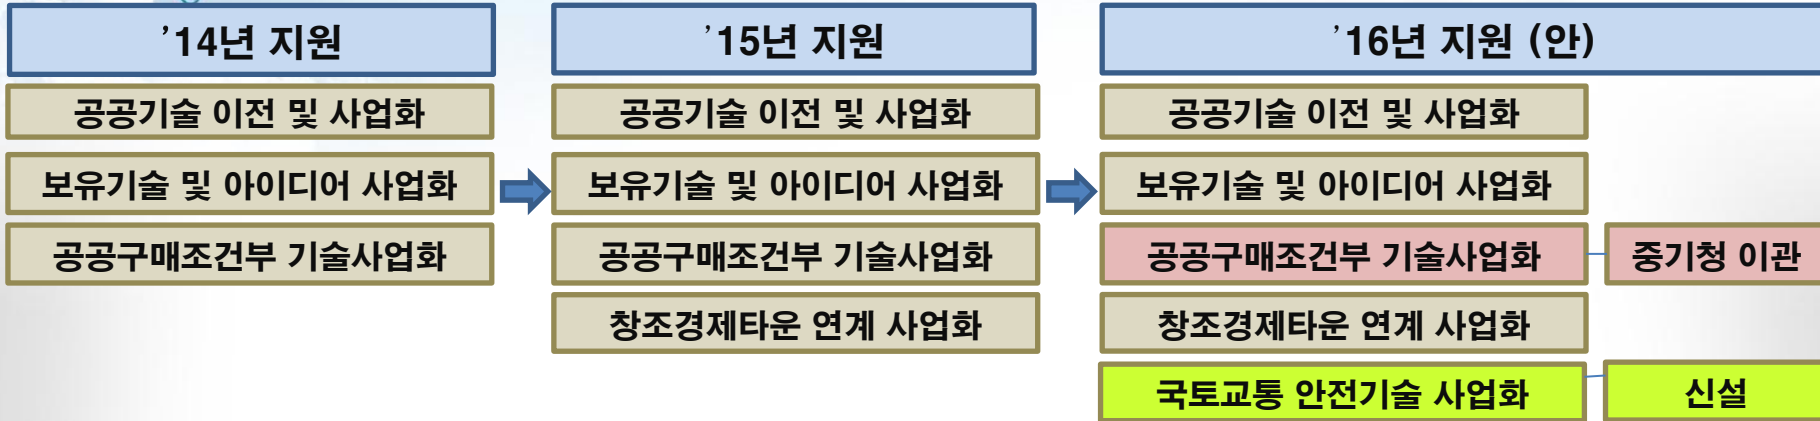 ’14년 지원
공공기술 이전 및 사업화
보유기술 및 아이디어 사업화
공공구매조건부 기술사업화
’15년 지원
공공기술 이전 및 사업화
보유기술 및 아이디어 사업화
공공구매조건부 기술사업화
창조경제타운 연계 사업화
’16년 지원 (안)
공공기술 이전 및 사업화
보유기술 및 아이디어 사업화
공공구매조건부 기술사업화
중기청 이관
창조경제타운 연계 사업화
국토교통 안전기술 사업화
신설